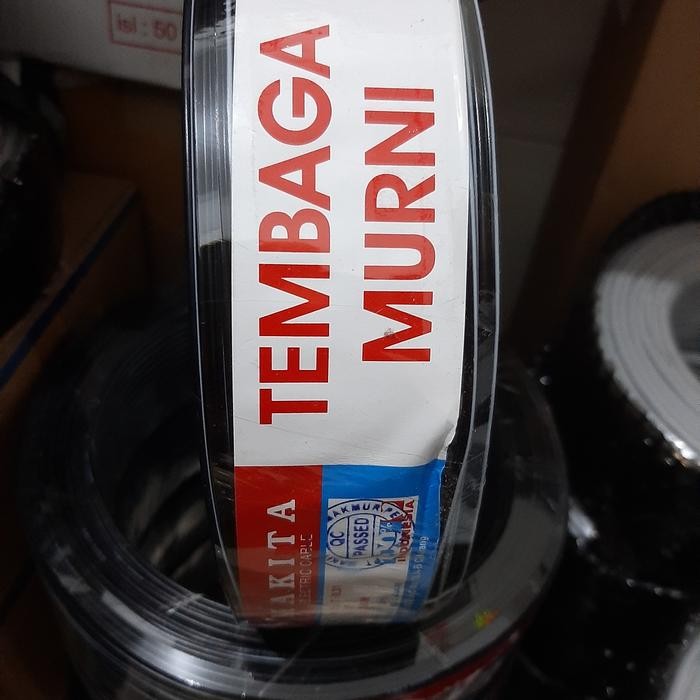 isi : 50
TEMBAGA
MURNI
AKITA
ELECTRIC CABLE
QC
PASSED
INDONESIA